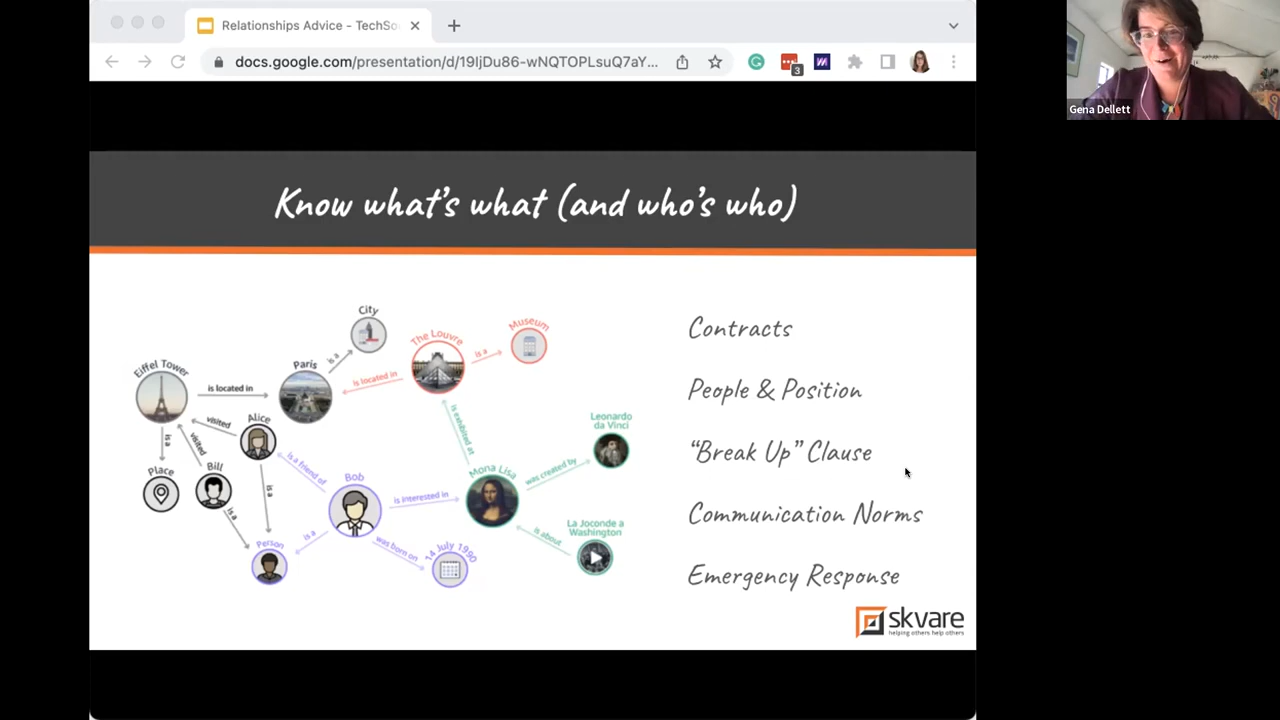 Relationships Advice - TechSo
docs.google.com/presentation/d/19IjDu86-wNQTOPLsuQ7aY...
3
Gena Dellett
Know what's what (and who's who)
City
is a
The Louvre
is a
Museum
Eiffel Tower
is located in
Paris
is located in
Alice
visited
visited
is a
Place
Bill
is a
is a
is a friend of
Bob
is interested in
Mona Lisa
is exhibited at
was created by
Leonardo
da Vinci
La Joconde a
Washington
is about
Person
is a
was born on
14 July 1990
Contracts
People & Position
"Break Up" Clause
Communication Norms
Emergency Response
skvare
helping others help others